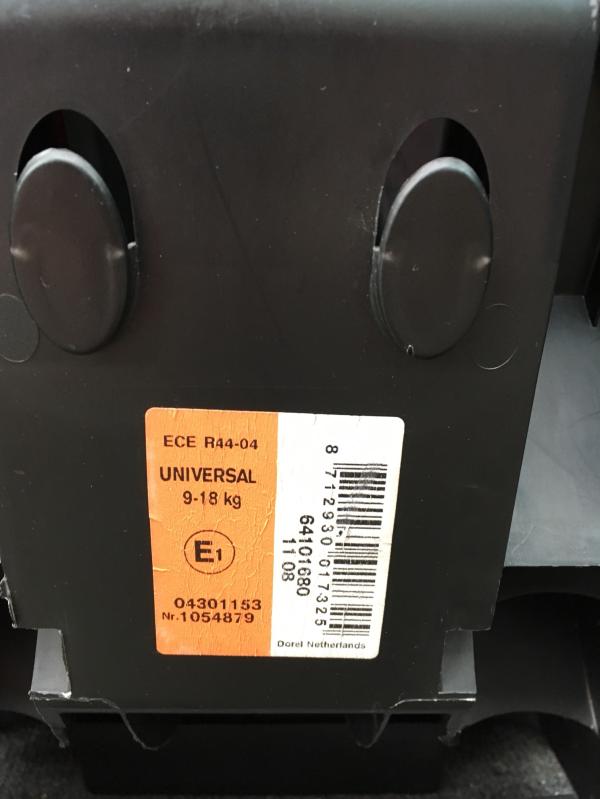 ECE R44-04
UNIVERSAL
9-18 kg
E1
04301153
Nr.1054879
8 712930 017325
64101680
11 08
Dorel Netherlands